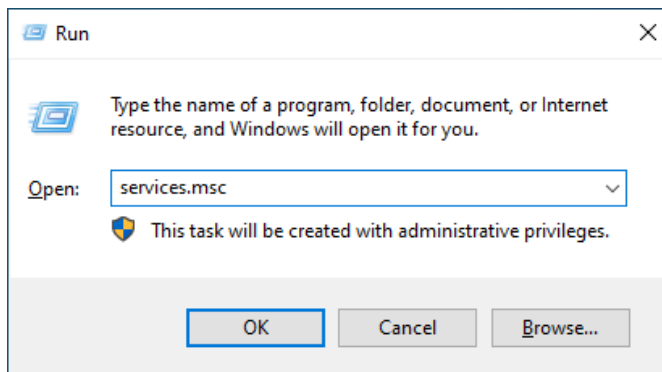 Run
Type the name of a program, folder, document, or Internet
resource, and Windows will open it for you.
Open: services.msc
This task will be created with administrative privileges.
OK Cancel Browse...